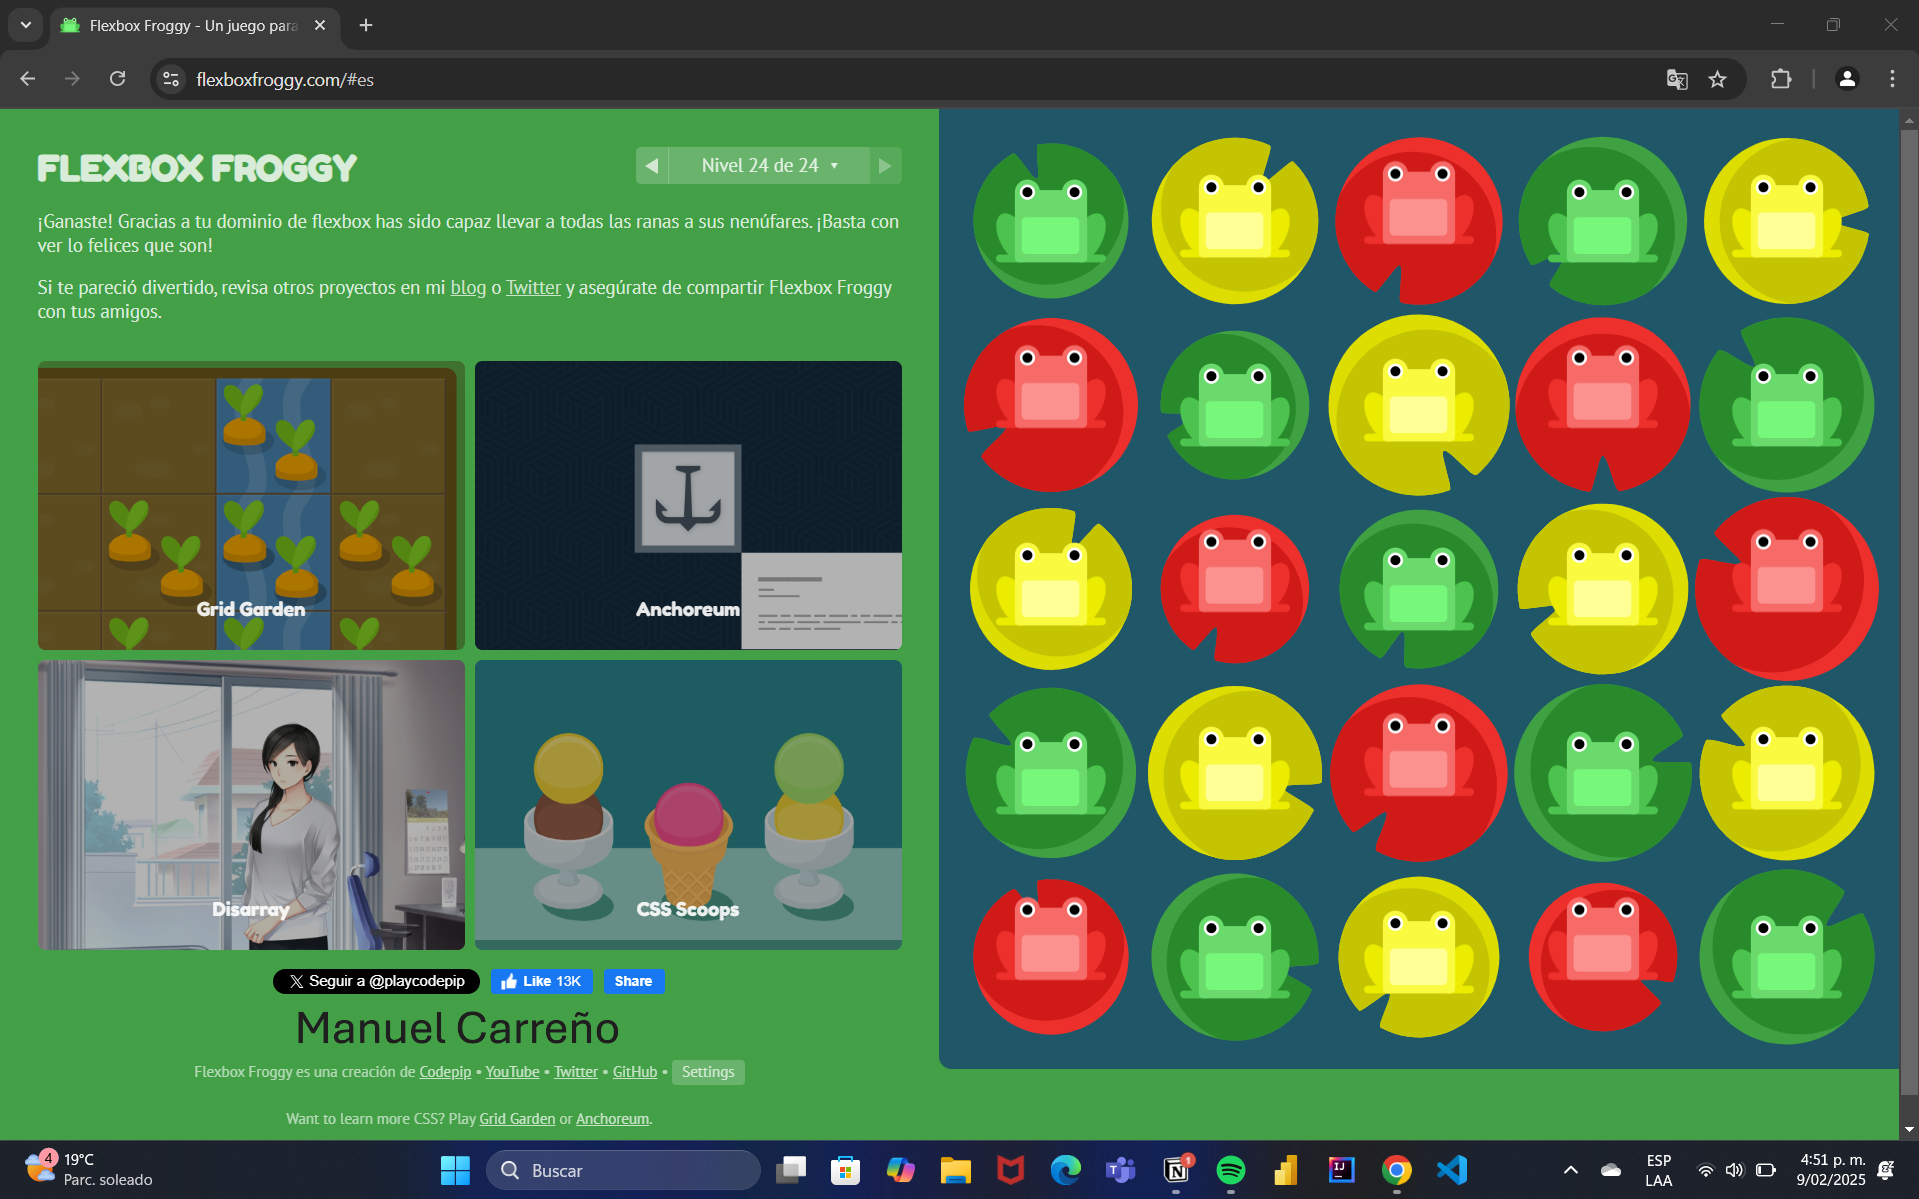 Flexbox Froggy - Un juego para
flexboxfroggy.com/#es
FLEXBOX FROGGY
Nivel 24 de 24
¡Ganaste! Gracias a tu dominio de flexbox has sido capaz llevar a todas las ranas a sus nenúfares. ¡Basta con
ver lo felices que son!
Si te pareció divertido, revisa otros proyectos en mi blog o Twitter y asegúrate de compartir Flexbox Froggy
con tus amigos.
Grid Garden
Anchoreum
Disarray
CSS Scoops
Seguir a @playcodepip
Like 13K
Share
Manuel Carreño
Flexbox Froggy es una creación de Codepip • YouTube • Twitter • GitHub • Settings
Want to learn more CSS? Play Grid Garden or Anchoreum.
4
19°C
Parc. soleado
Buscar
1
ESP
LAA
4:51 p. m.
9/02/2025